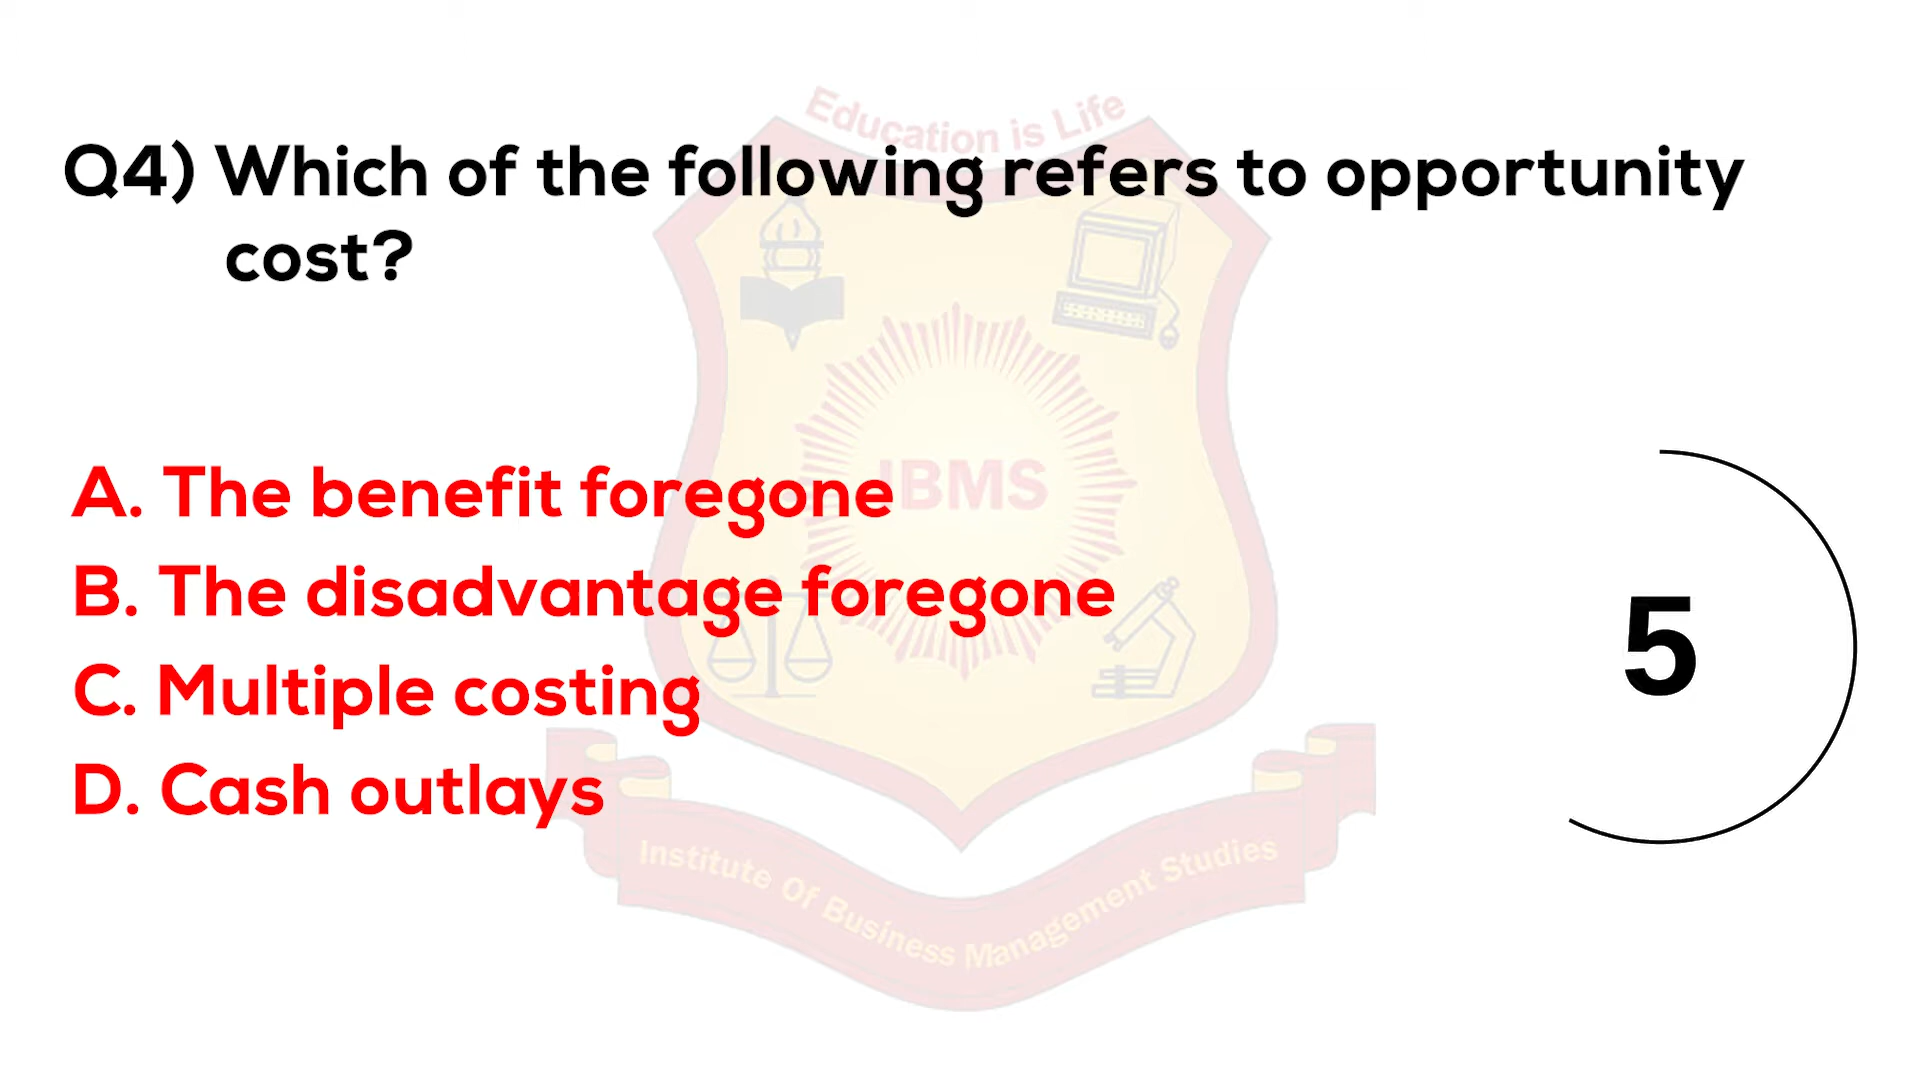 Education is Life
Q4) Which of the following refers to opportunity
cost?
A. The benefit foregone
IBMS
B. The disadvantage foregone
5
C. Multiple costing
D. Cash outlays
Institute Of Business Management Studies